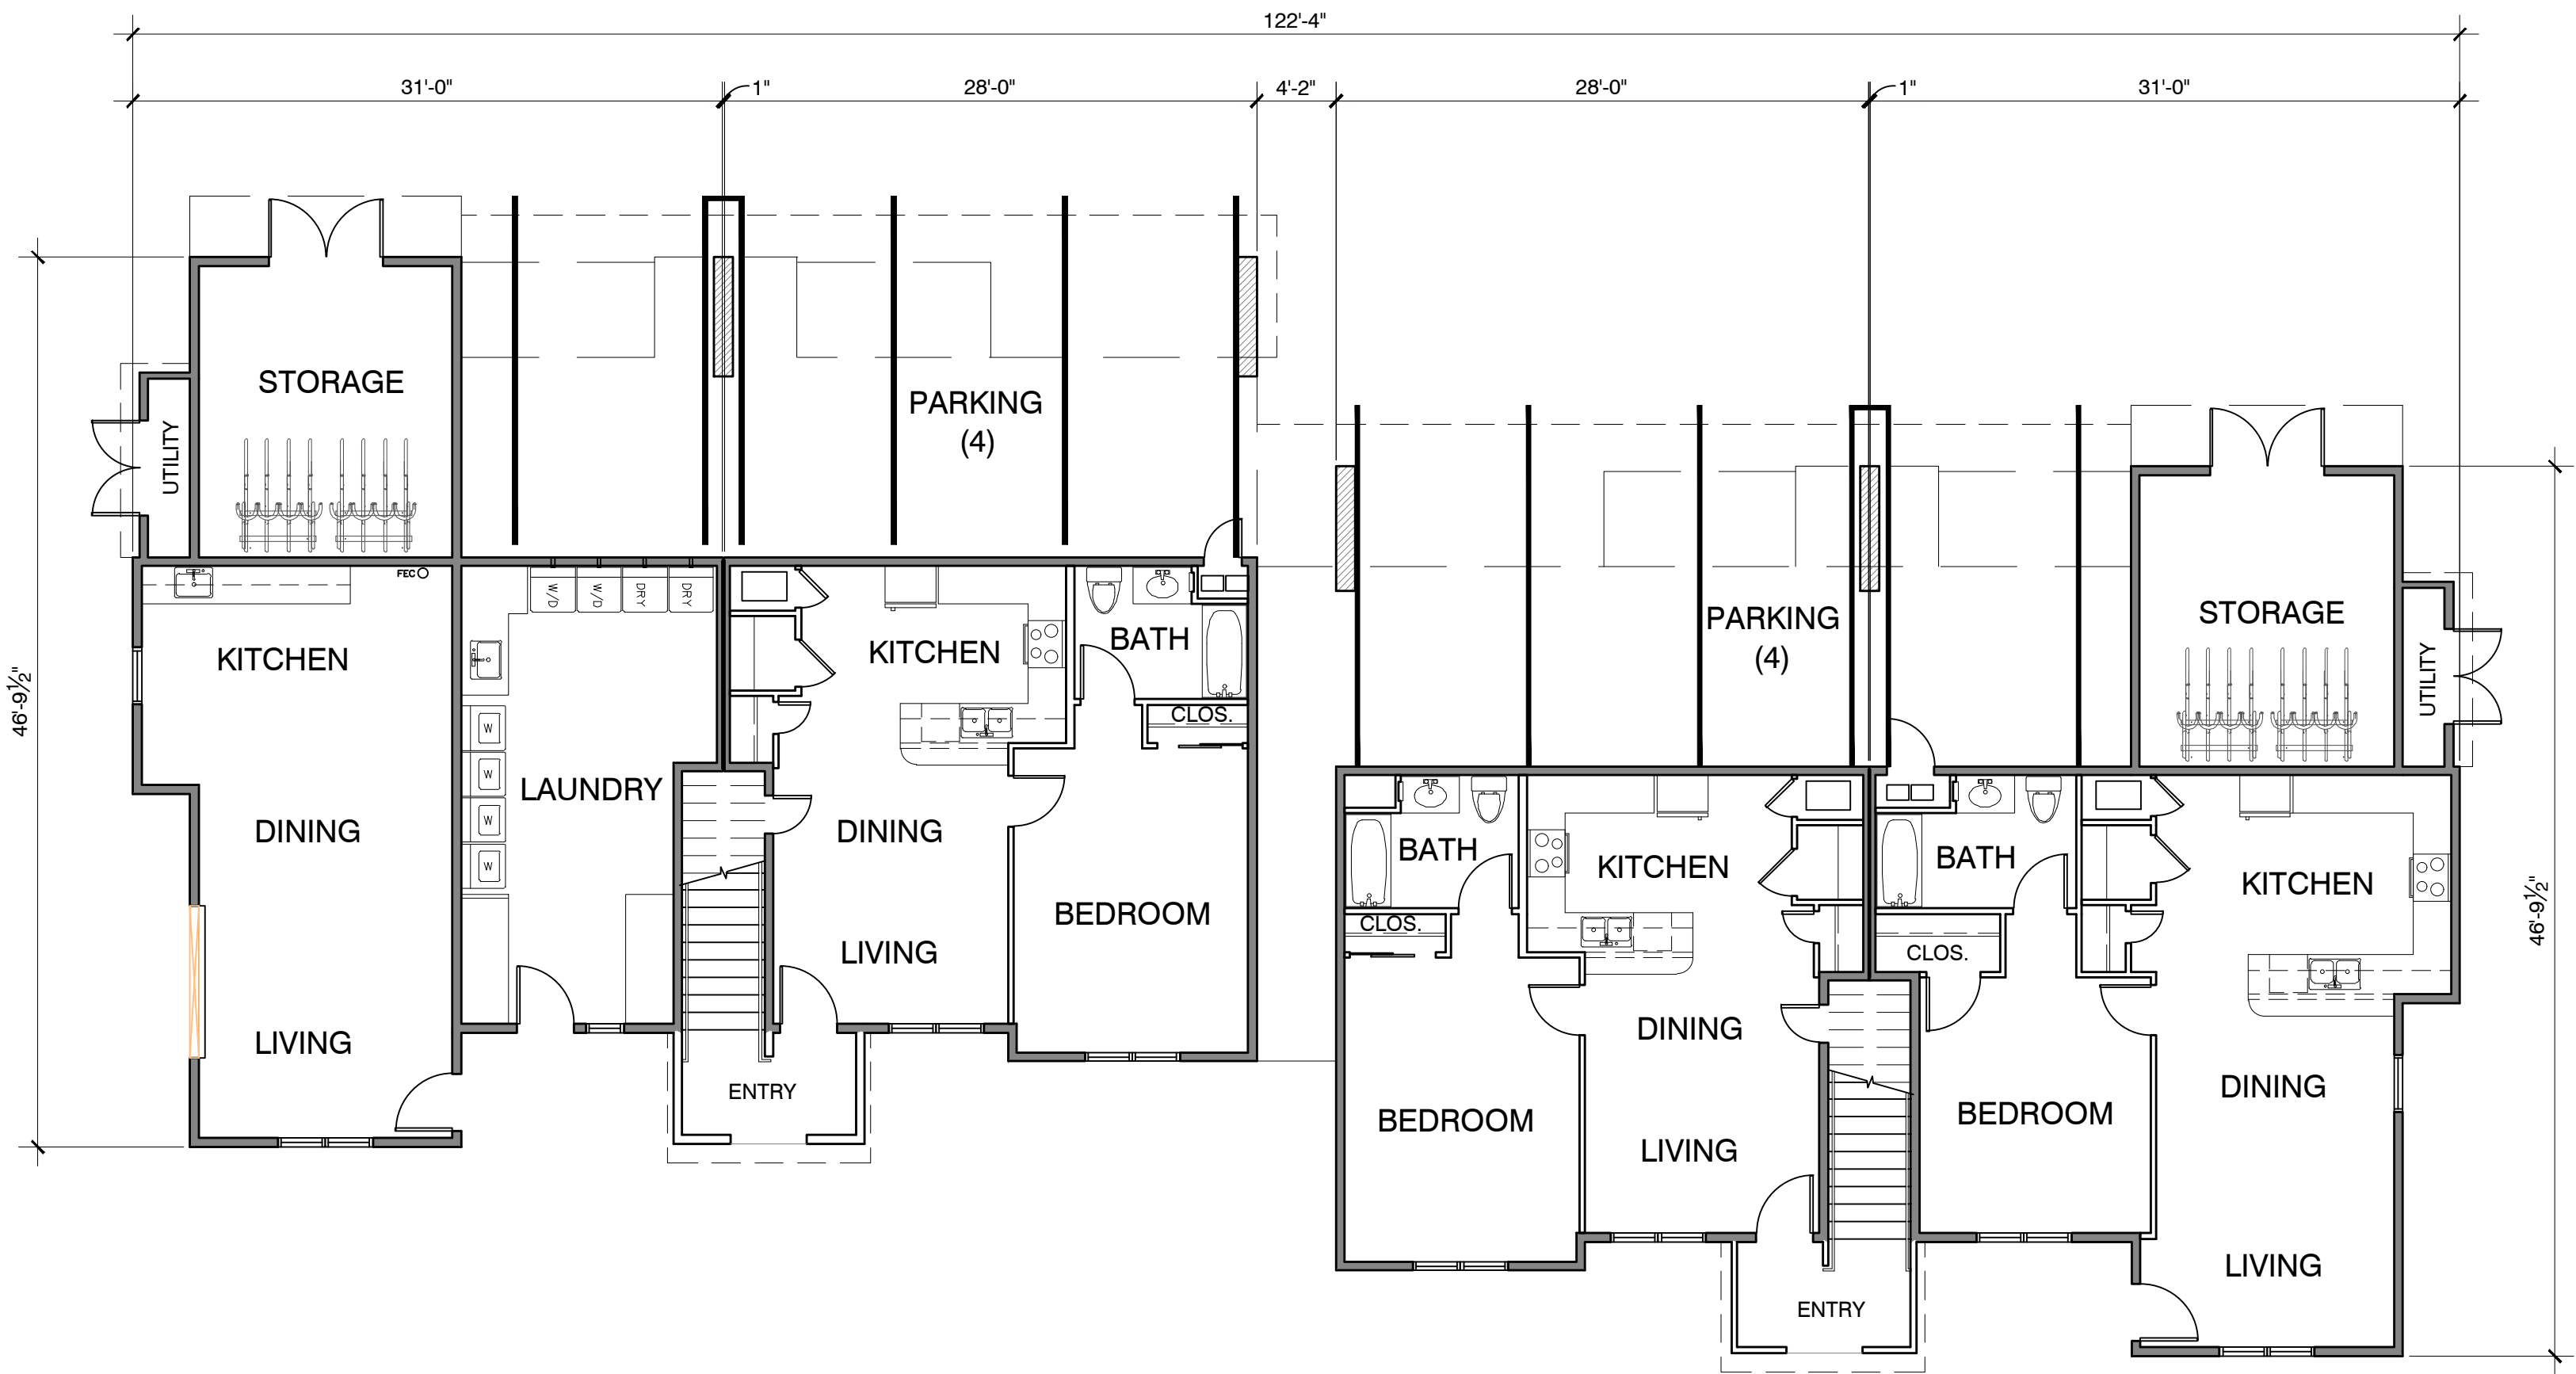 122'-4"
31'-0"
1"
28'-0"
4'-2"
28'-0"
1"
31'-0"
STORAGE
PARKING
(4)
UTILITY
46'-9½"
FEC
W/D
W/D
DRY
DRY
KITCHEN
KITCHEN
BATH
CLOS.
W
W
W
W
LAUNDRY
DINING
DINING
BEDROOM
LIVING
LIVING
ENTRY
PARKING
(4)
STORAGE
UTILITY
46'-9½"
BATH
KITCHEN
BATH
KITCHEN
CLOS.
CLOS.
DINING
DINING
BEDROOM
BEDROOM
LIVING
LIVING
ENTRY